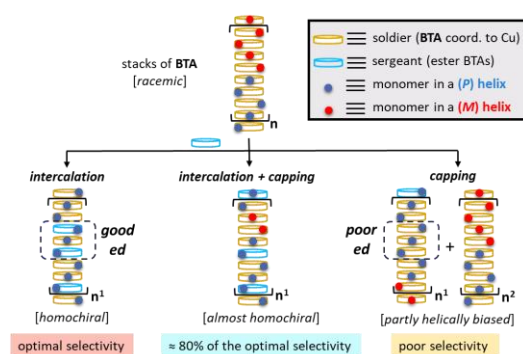 stacks of BTA
[racemic]
n
soldier (BTA coord. to Cu)
sergeant (ester BTAs)
monomer in a (P) helix
monomer in a (M) helix
intercalation
intercalation + capping
capping
good
ed
poor
ed
+
n1
n1
n1
n2
[homochiral]
[almost homochiral]
[partly helically biased]
optimal selectivity
≈ 80% of the optimal selectivity
poor selectivity